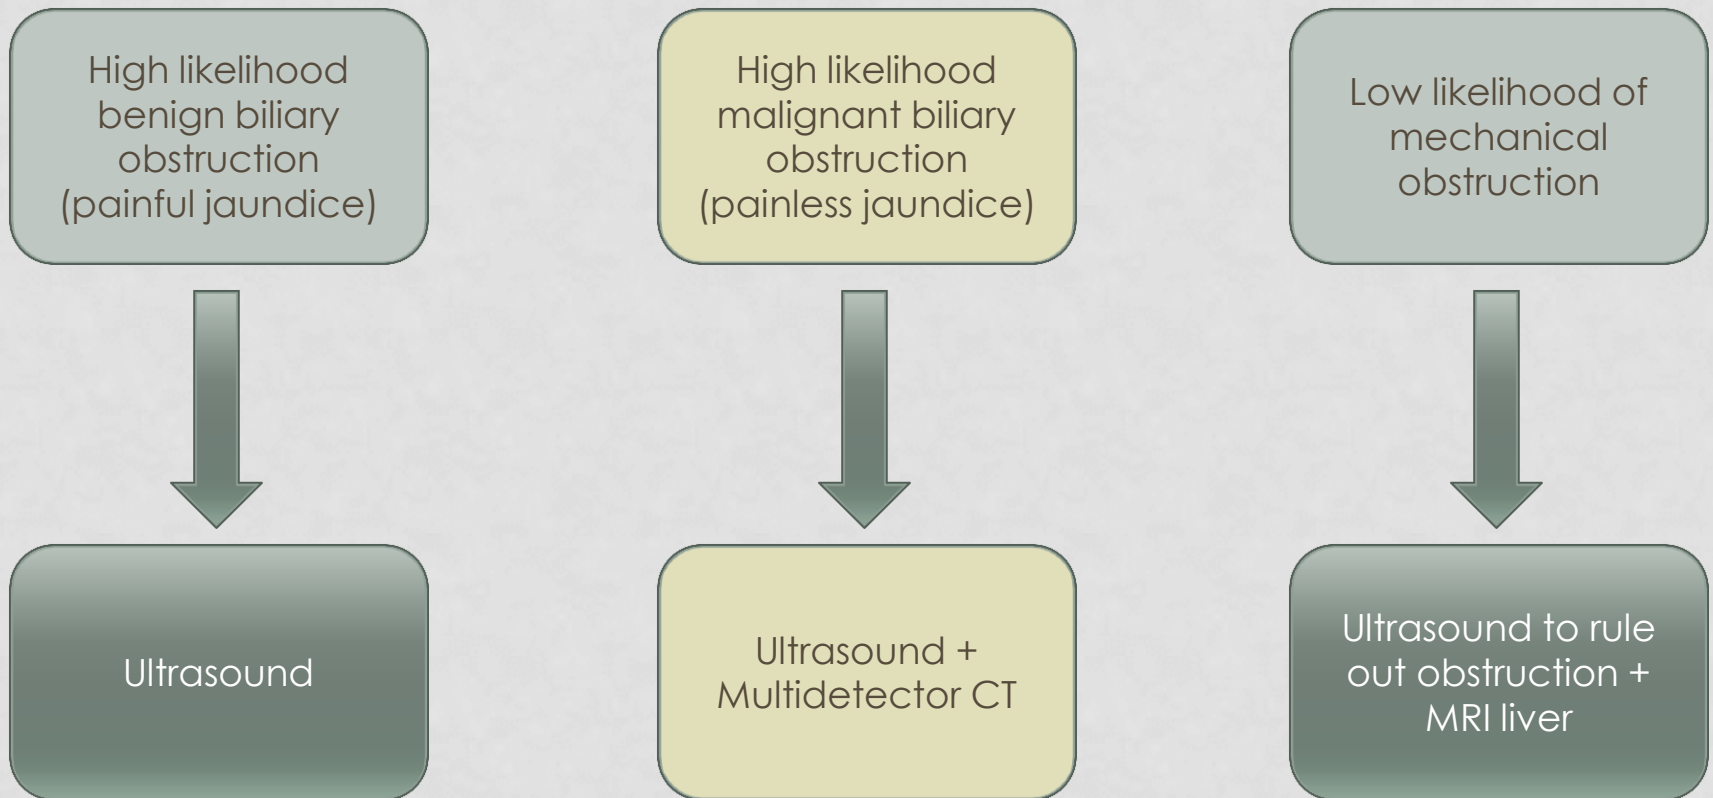 High likelihood
benign biliary
obstruction
(painful jaundice)
High likelihood
malignant biliary
obstruction
(painless jaundice)
Low likelihood of
mechanical
obstruction
Ultrasound
Ultrasound +
Multidetector CT
Ultrasound to rule
out obstruction +
MRI liver